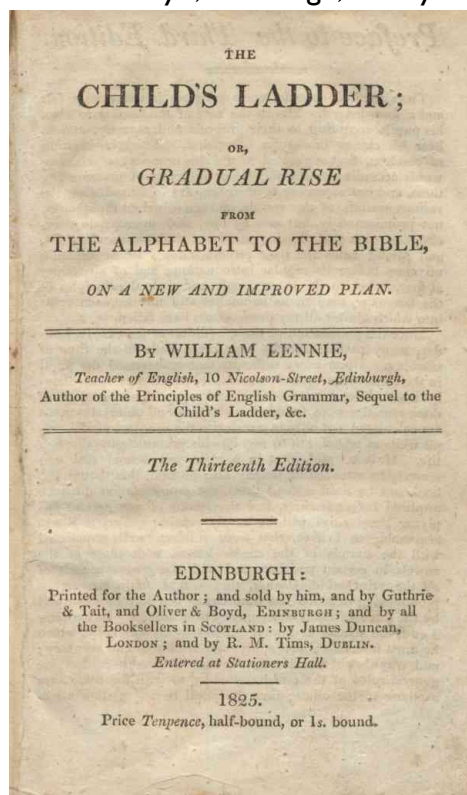 THE
CHILD'S LADDER;
OR,
GRADUAL RISE
FROM
THE ALPHABET TO THE BIBLE,
ON A NEW AND IMPROVED PLAN.
BY WILLIAM LENNIE,
Teacher of English, 10 Nicolson-Street, Edinburgh,
Author of the Principles of English Grammar, Sequel to the
Child's Ladder, &c.
The Thirteenth Edition.
EDINBURGH:
Printed for the Author; and sold by him, and by Guthrie
& Tait, and Oliver & Boyd, EDINBURGH; and by all
the Booksellers in SCOTLAND: by James Duncan,
LONDON; and by R. M. Tims, DUBLIN.
Entered at Stationers Hall.
1825.
Price Tenpence, half-bound, or 1s. bound.